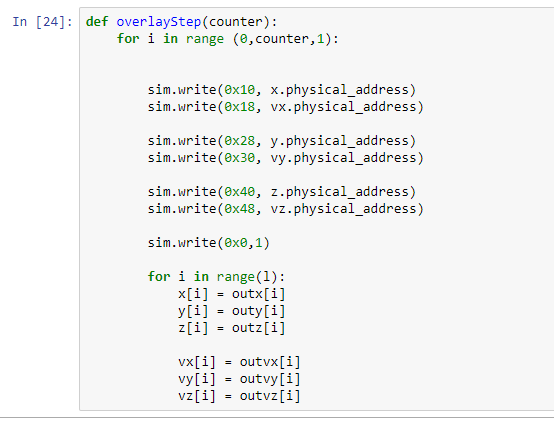 In [24]: def overlayStep(counter):
    for i in range (0,counter,1):
        sim.write(0x10, x.physical_address)
        sim.write(0x18, vx.physical_address)
        sim.write(0x28, y.physical_address)
        sim.write(0x30, vy.physical_address)
        sim.write(0x40, z.physical_address)
        sim.write(0x48, vz.physical_address)
        sim.write(0x0,1)
        for i in range(l):
            x[i] = outx[i]
            y[i] = outy[i]
            z[i] = outz[i]
            vx[i] = outvx[i]
            vy[i] = outvy[i]
            vz[i] = outvz[i]